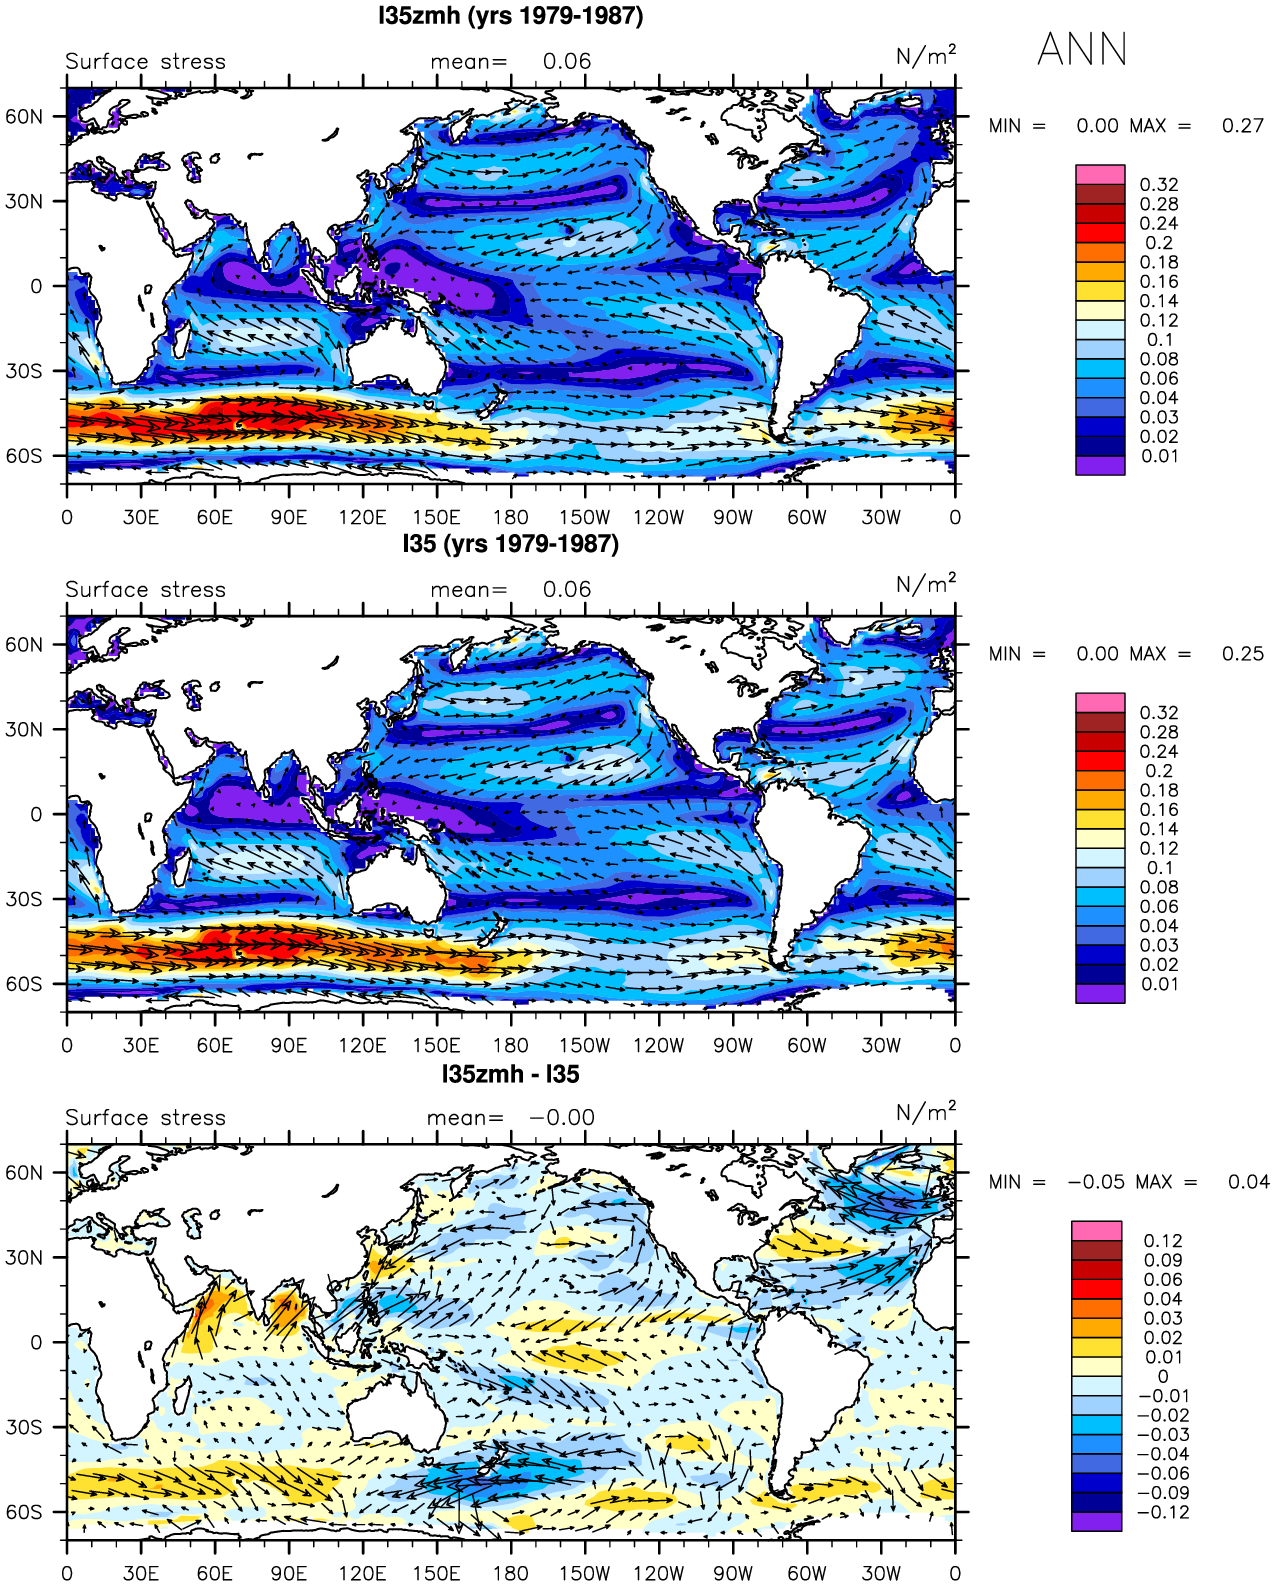 I35zmh (yrs 1979-1987)
Surface stress mean= 0.06 N/m²
ANN
MIN = 0.00 MAX = 0.27
60N
30N
0
30S
60S
0 30E 60E 90E 120E 150E 180 150W 120W 90W 60W 30W 0
0.32
0.28
0.24
0.2
0.18
0.16
0.14
0.12
0.1
0.08
0.06
0.04
0.03
0.02
0.01
I35 (yrs 1979-1987)
Surface stress mean= 0.06 N/m²
MIN = 0.00 MAX = 0.25
60N
30N
0
30S
60S
0 30E 60E 90E 120E 150E 180 150W 120W 90W 60W 30W 0
0.32
0.28
0.24
0.2
0.18
0.16
0.14
0.12
0.1
0.08
0.06
0.04
0.03
0.02
0.01
I35zmh - I35
Surface stress mean= −0.00 N/m²
MIN = −0.05 MAX = 0.04
60N
30N
0
30S
60S
0 30E 60E 90E 120E 150E 180 150W 120W 90W 60W 30W 0
0.12
0.09
0.06
0.04
0.03
0.02
0.01
0
−0.01
−0.02
−0.03
−0.04
−0.06
−0.09
−0.12